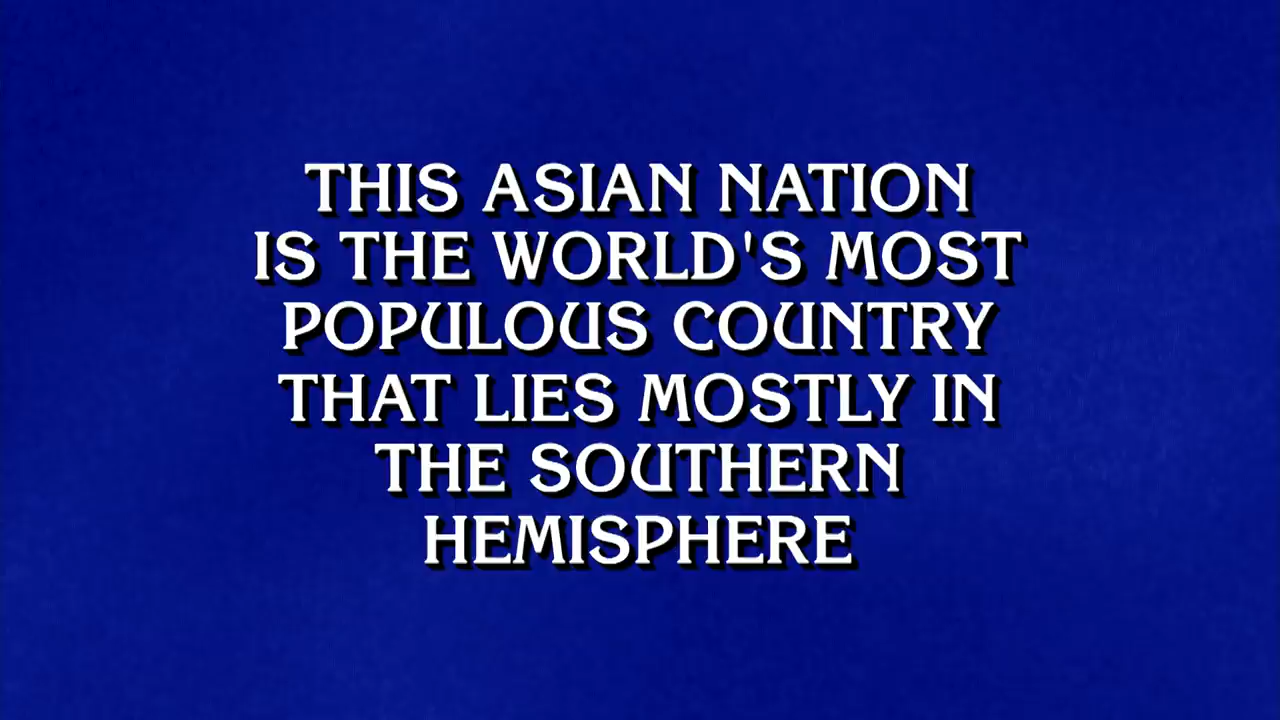 THIS ASIAN NATION
IS THE WORLD'S MOST
POPULOUS COUNTRY
THAT LIES MOSTLY IN
THE SOUTHERN
HEMISPHERE